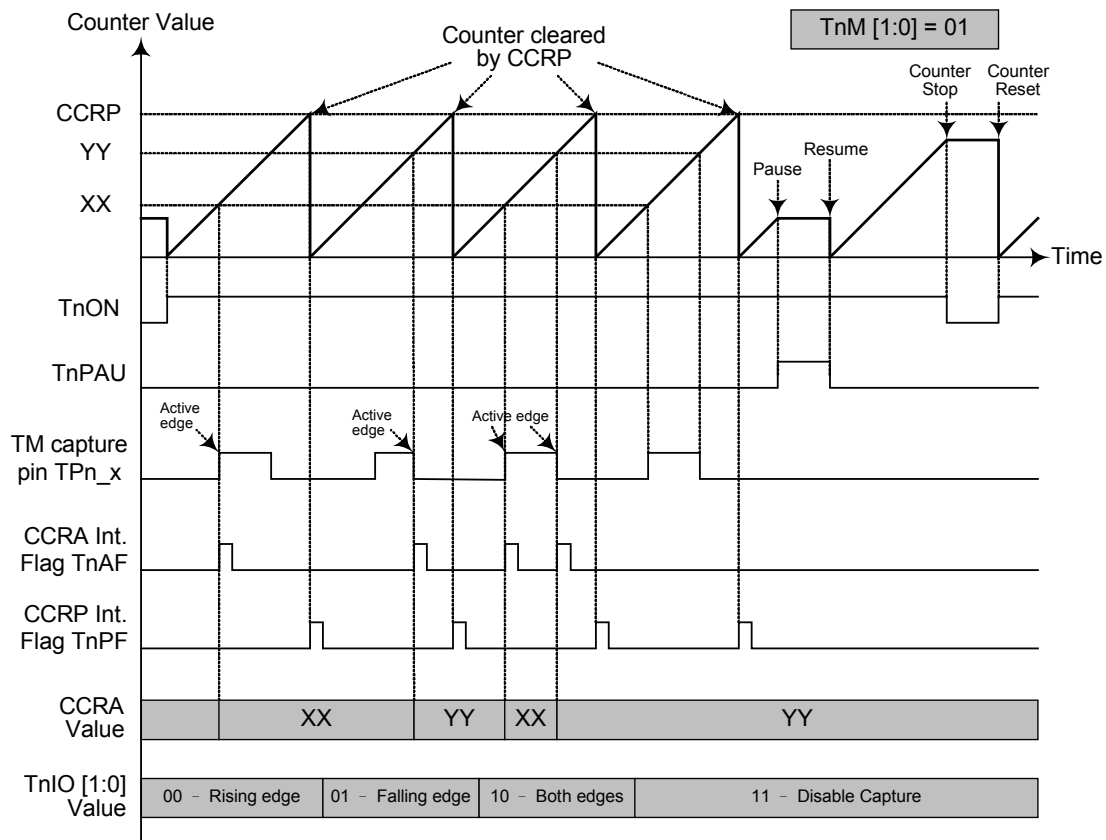 Counter Value
TnM [1:0] = 01
Counter cleared
by CCRP
Counter
Stop
Counter
Reset
CCRP
YY
XX
Pause
Resume
Time
TnON
TnPAU
TM capture
pin TPn_x
Active
edge
Active
edge
Active edge
CCRA Int.
Flag TnAF
CCRP Int.
Flag TnPF
CCRA
Value
XX
YY
XX
YY
TnIO [1:0]
Value
00 – Rising edge
01 – Falling edge
10 – Both edges
11 – Disable Capture